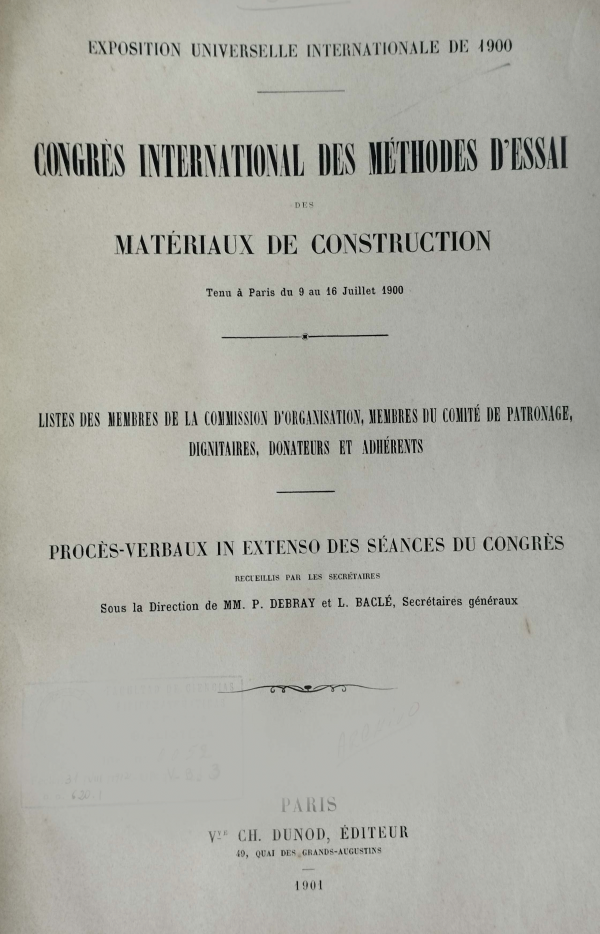 EXPOSITION UNIVERSELLE INTERNATIONALE DE 1900
CONGRÈS INTERNATIONAL DES MÉTHODES D'ESSAI
DES
MATÉRIAUX DE CONSTRUCTION
Tenu à Paris du 9 au 16 Juillet 1900
LISTES DES MEMBRES DE LA COMMISSION D'ORGANISATION, MEMBRES DU COMITÉ DE PATRONAGE,
DIGNITAIRES, DONATEURS ET ADHÉRENTS
PROCÈS-VERBAUX IN EXTENSO DES SÉANCES DU CONGRÈS
RECUEILLIS PAR LES SECRÉTAIRES
Sous la Direction de MM. P. DEBRAY et L. BACLÉ, Secrétaires généraux
PARIS
Vve CH. DUNOD, ÉDITEUR
49, QUAI DES GRANDS-AUGUSTINS
1901